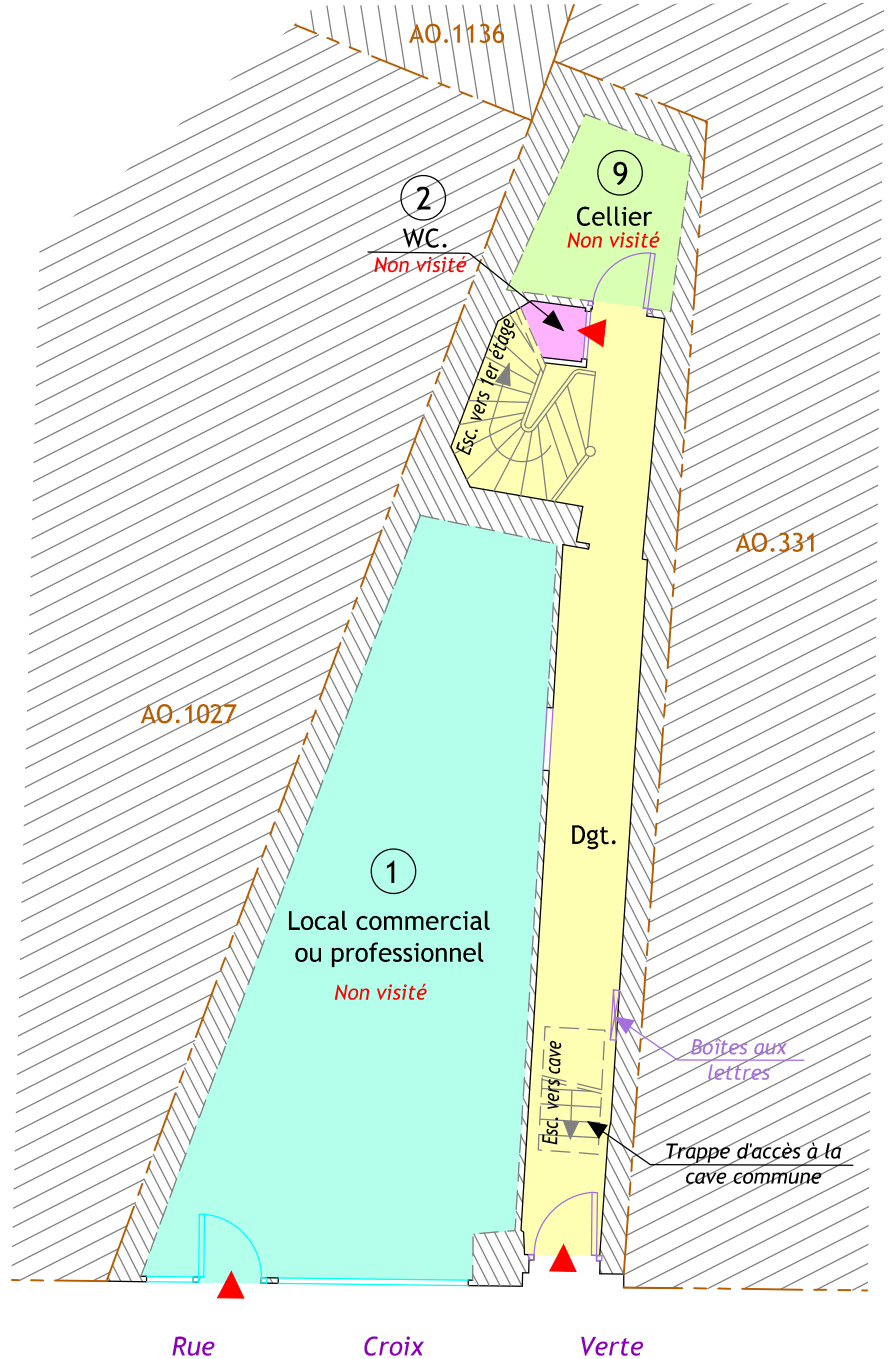 AO.1136
9
Cellier
Non visité
2
WC.
Non visité
Esc. vers 1er étage
AO.331
AO.1027
Dgt.
1
Local commercial
ou professionnel
Non visité
Boîtes aux
lettres
Esc. vers cave
Trappe d'accès à la
cave commune
Rue Croix Verte